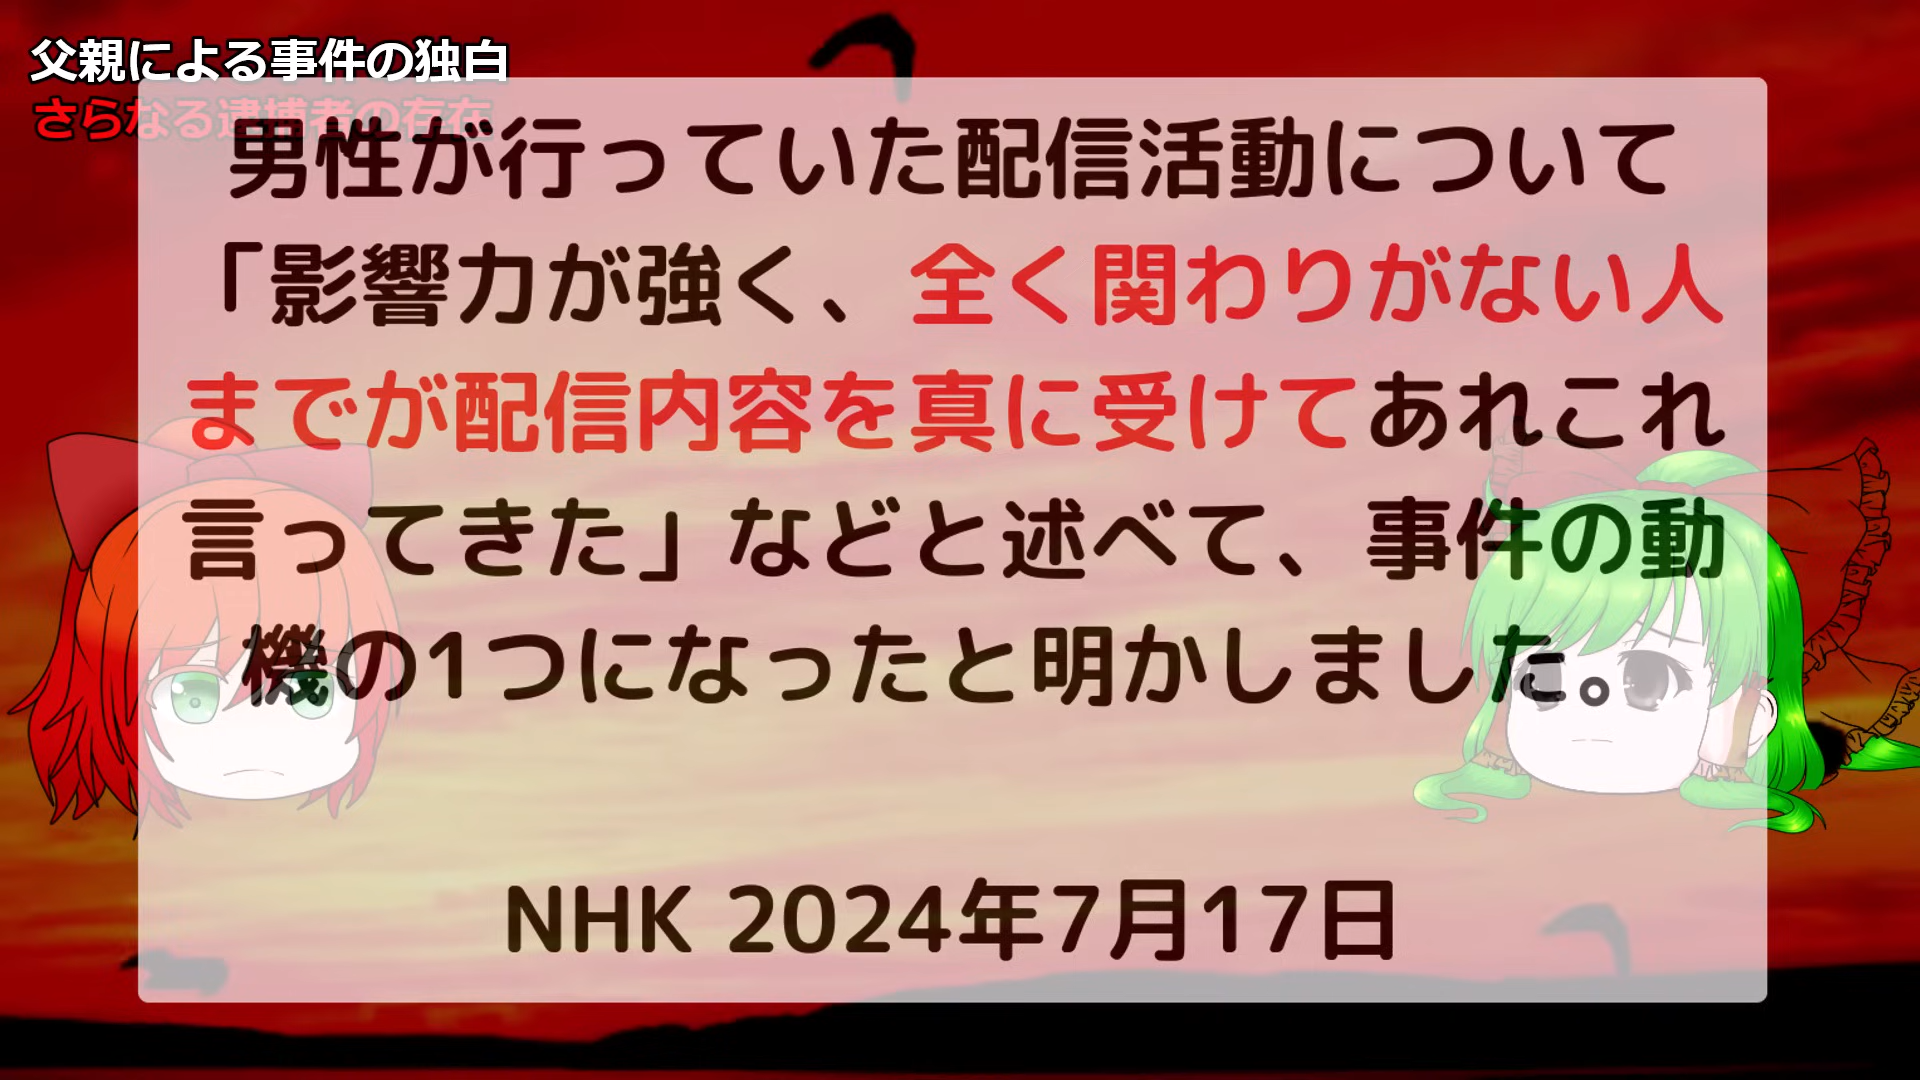 父親による事件の独白
さらなる逮捕者の存在
男性が行っていた配信活動について
「影響力が強く、全く関わりがない人
までが配信内容を真に受けてあれこれ
言ってきた」などと述べて、事件の動
機の1つになったと明かしました。
NHK 2024年7月17日